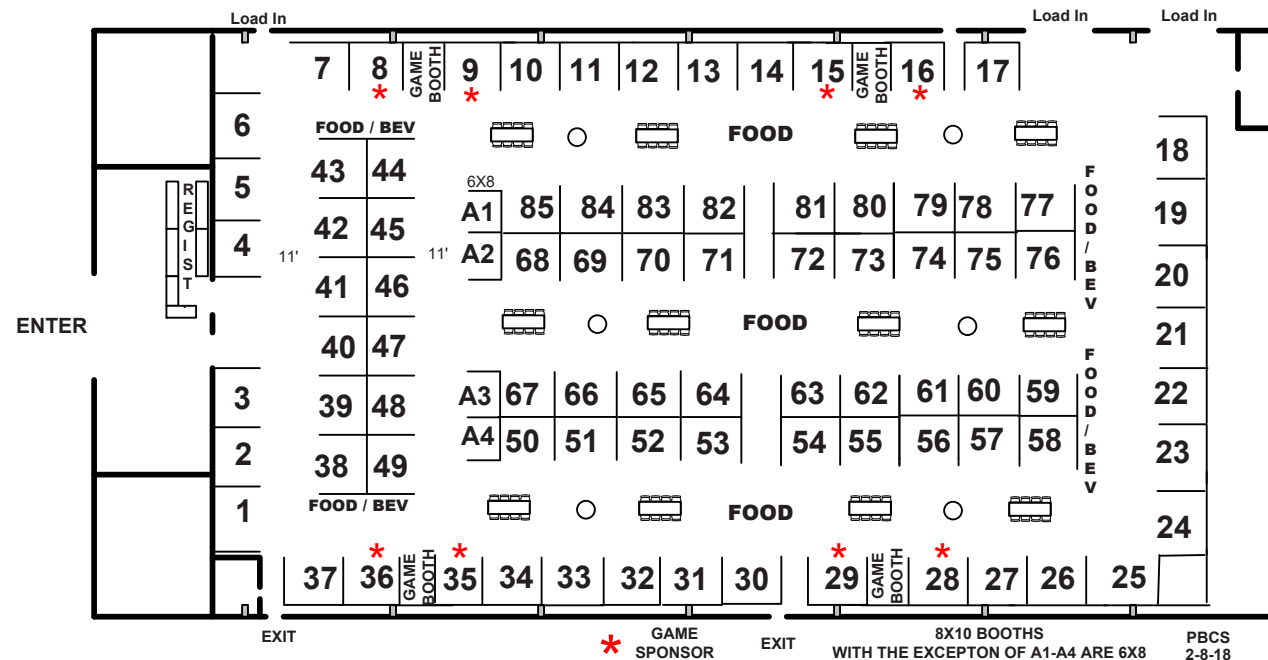 Load In
Load In
Load In
7 8 GAME BOOTH 9 10 11 12 13 14 15 GAME BOOTH 16 17
6
5
4
3
2
1
REGIST
ENTER
FOOD / BEV
43 44
42 45
41 46
40 47
39 48
38 49
FOOD / BEV
11'
11'
FOOD
6X8
A1 85 84 83 82 81 80 79 78 77
A2 68 69 70 71 72 73 74 75 76
FOOD / BEV
FOOD
A3 67 66 65 64 63 62 61 60 59
A4 50 51 52 53 54 55 56 57 58
FOOD / BEV
FOOD
18
19
20
21
22
23
24
37 36 GAME BOOTH 35 34 33 32 31 30 29 GAME BOOTH 28 27 26 25
EXIT
* GAME
SPONSOR
EXIT
8X10 BOOTHS
WITH THE EXCEPTON OF A1-A4 ARE 6X8
PBCS
2-8-18